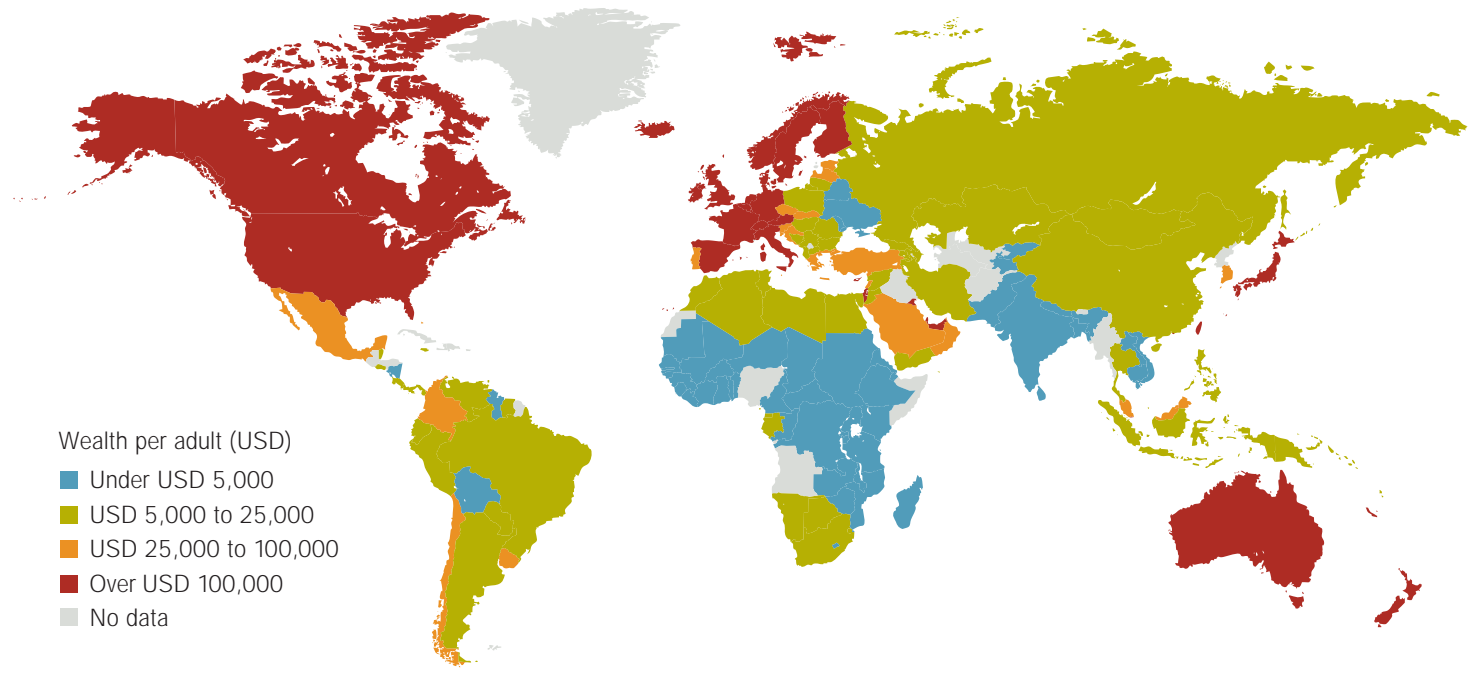 Wealth per adult (USD)
Under USD 5,000
USD 5,000 to 25,000
USD 25,000 to 100,000
Over USD 100,000
No data